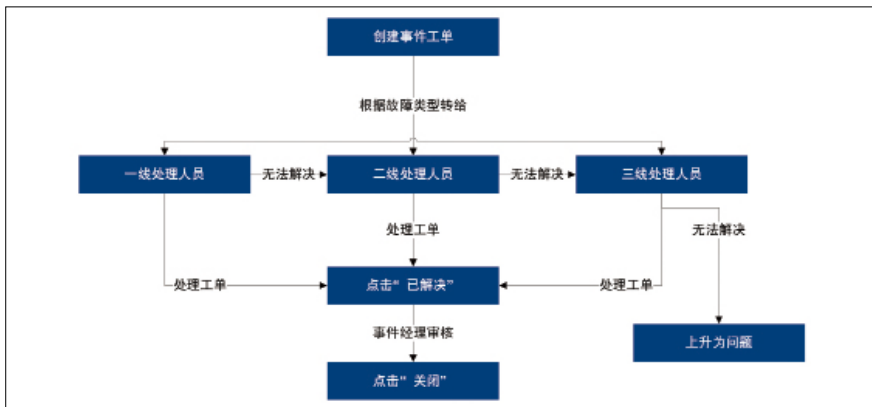 创建事件工单
根据故障类型转给
一线处理人员
无法解决
二线处理人员
无法解决
三线处理人员
处理工单
无法解决
处理工单
点击“ 已解决”
处理工单
事件经理审核
上升为问题
点击“ 关闭”